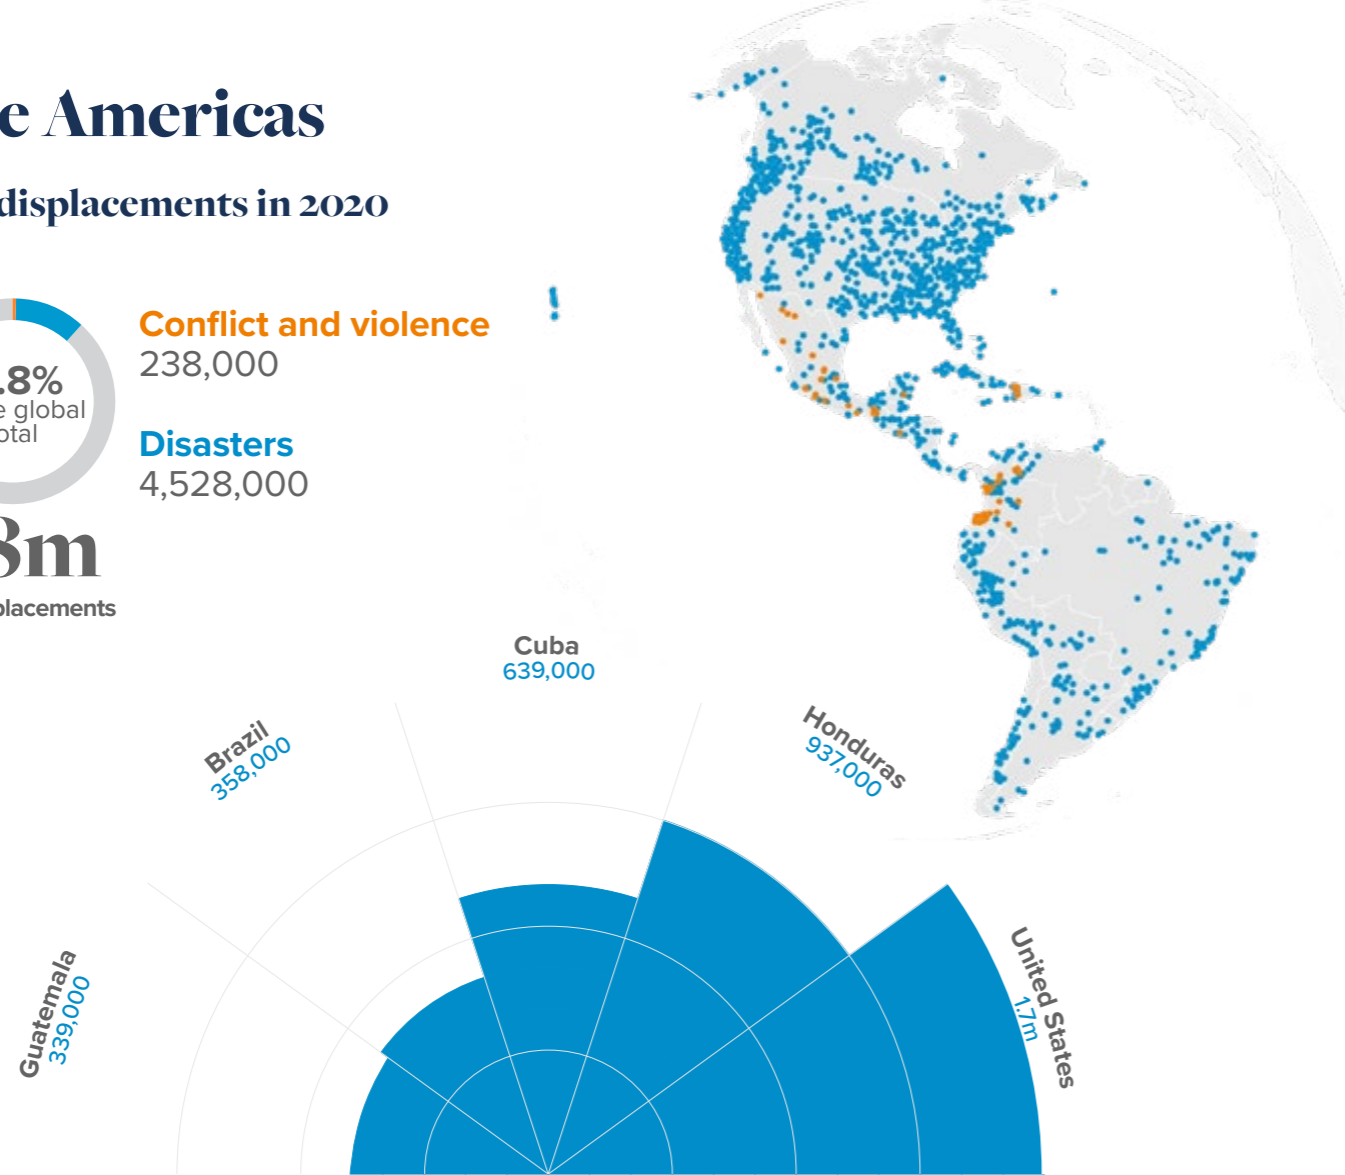 e Americas
displacements in 2020
Conflict and violence
238,000
.8%
e global
otal
Disasters
4,528,000
8m
placements
Cuba
639,000
Brazil
358,000
Honduras
937,000
Guatemala
339,000
United States
1.7m